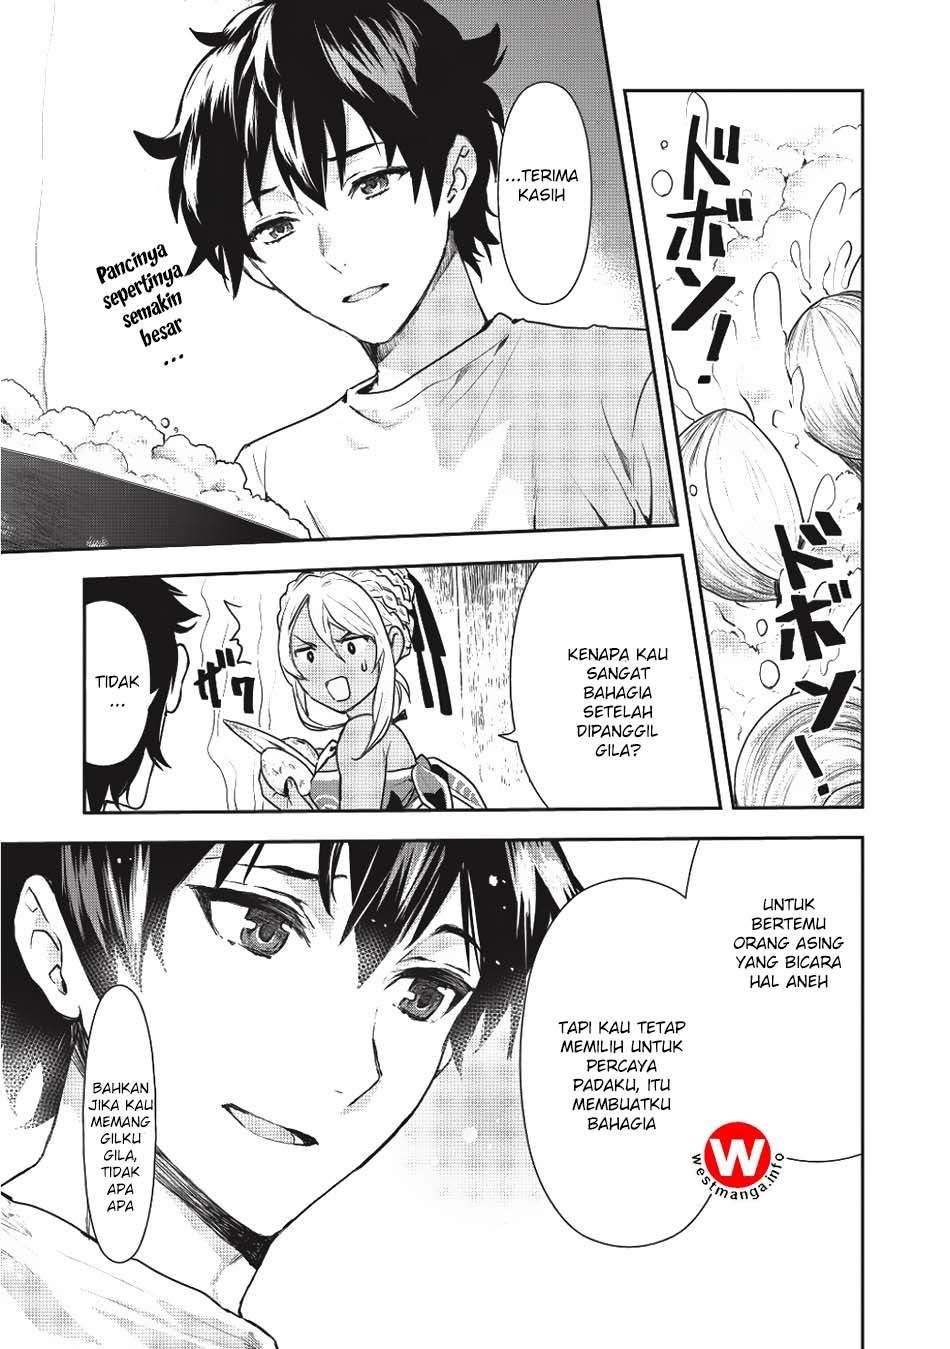 ドボン!
ドボンー!
...TERIMA
KASIH
Pancinya
sepertinya
semakin
besar
...
KENAPA KAU
SANGAT
BAHAGIA
SETELAH
DIPANGGIL
GILA?
ザク
TIDAK
...
UNTUK
BERTEMU
ORANG ASING
YANG BICARA
HAL ANEH
TAPI KAU TETAP
MEMILIH UNTUK
PERCAYA
PADAKU, ITU
MEMBUATKU
BAHAGIA
BAHKAN
JIKA KAU
MEMANG
GILKU
GILA,
TIDAK
APA
APA
W
westmanga.info